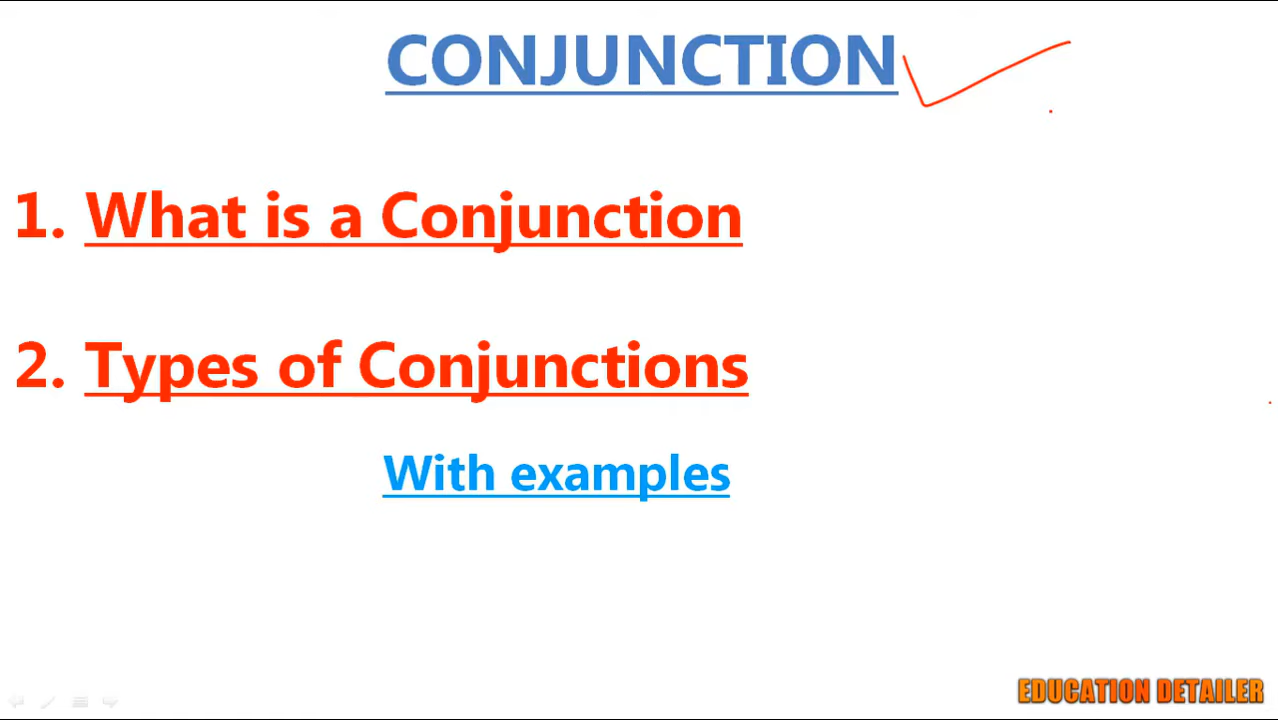 CONJUNCTION
1. What is a Conjunction
2. Types of Conjunctions
With examples
EDUCATION DETAILER